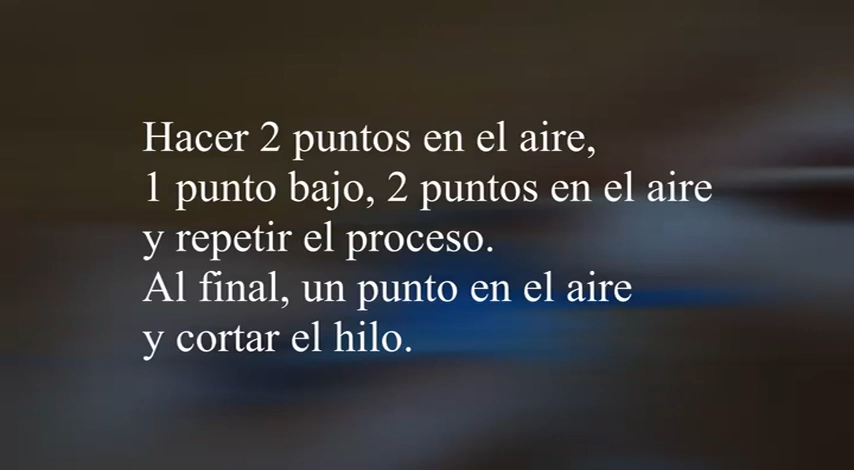 Hacer 2 puntos en el aire,
1 punto bajo, 2 puntos en el aire
y repetir el proceso.
Al final, un punto en el aire
y cortar el hilo.